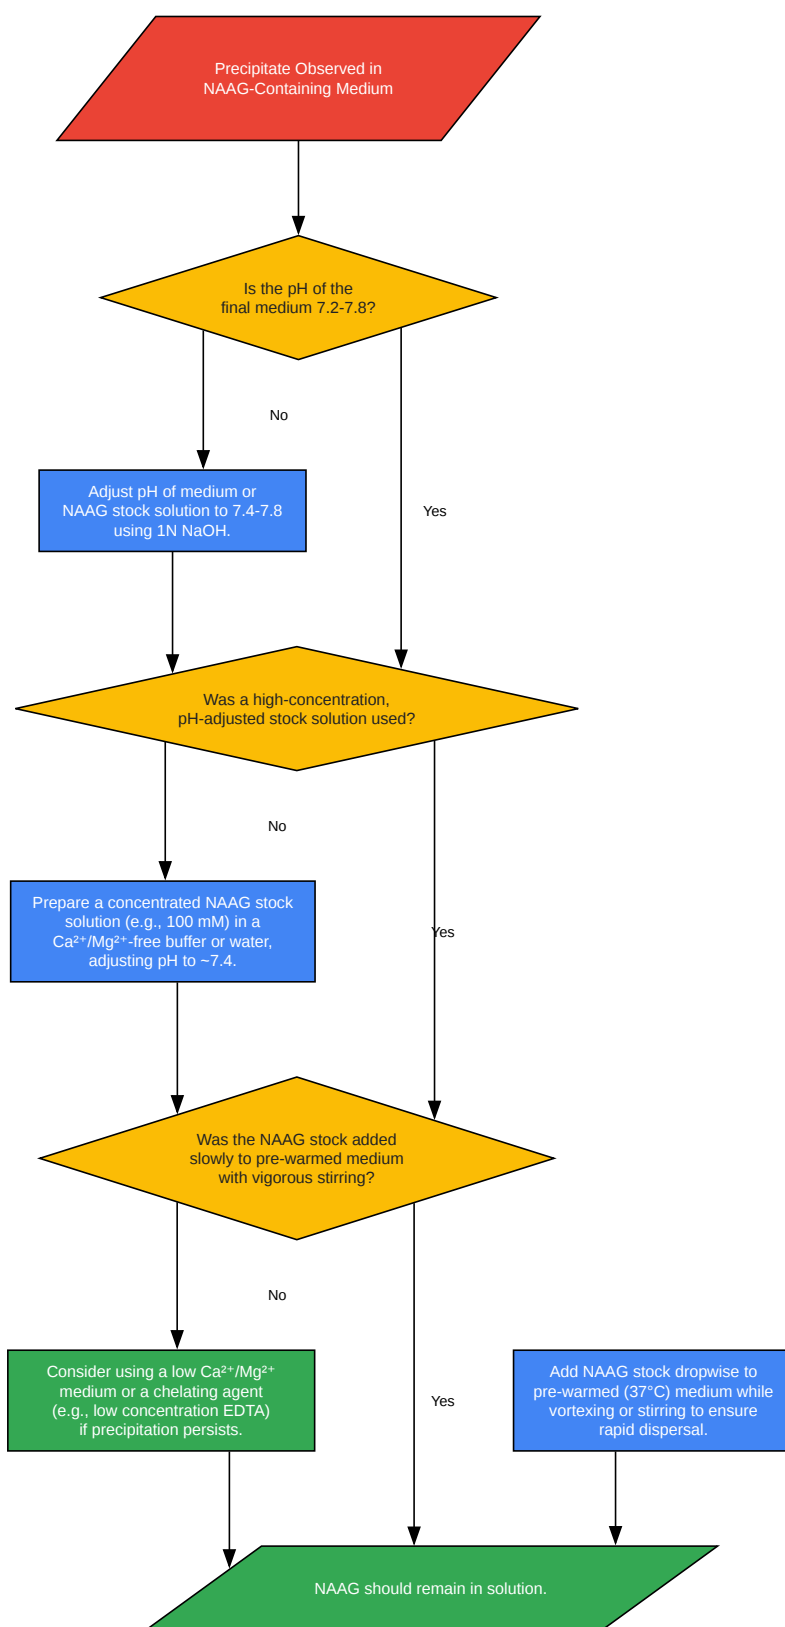 Precipitate Observed in
NAAG-Containing Medium
Is the pH of the
final medium 7.2-7.8?
No
Adjust pH of medium or
NAAG stock solution to 7.4-7.8
using 1N NaOH.
Yes
Was a high-concentration,
pH-adjusted stock solution used?
No
Prepare a concentrated NAAG stock
solution (e.g., 100 mM) in a
Ca²⁺/Mg²⁺-free buffer or water,
adjusting pH to ~7.4.
Yes
Was the NAAG stock added
slowly to pre-warmed medium
with vigorous stirring?
No
Consider using a low Ca²⁺/Mg²⁺
medium or a chelating agent
(e.g., low concentration EDTA)
if precipitation persists.
Yes
Add NAAG stock dropwise to
pre-warmed (37°C) medium while
vortexing or stirring to ensure
rapid dispersal.
NAAG should remain in solution.